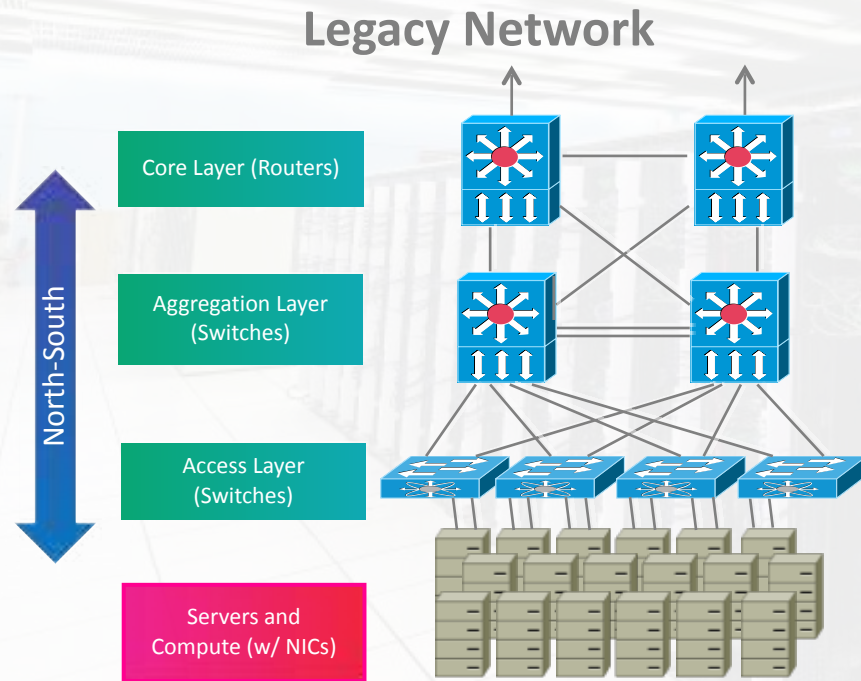 Legacy Network
North-South
Core Layer (Routers)
Aggregation Layer
(Switches)
Access Layer
(Switches)
Servers and
Compute (w/ NICs)